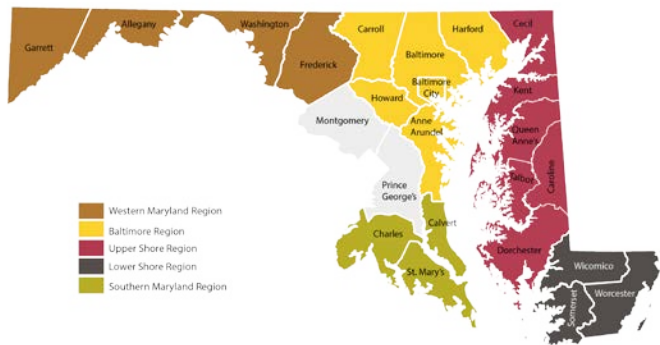 Garrett
Allegany
Washington
Frederick
Carroll
Baltimore
Harford
Cecil
Baltimore
City
Howard
Anne
Arundel
Montgomery
Prince
George's
Kent
Queen
Anne's
Talbot
Caroline
Dorchester
Calvert
Charles
St. Mary's
Wicomico
Somerset
Worcester
Western Maryland Region
Baltimore Region
Upper Shore Region
Lower Shore Region
Southern Maryland Region